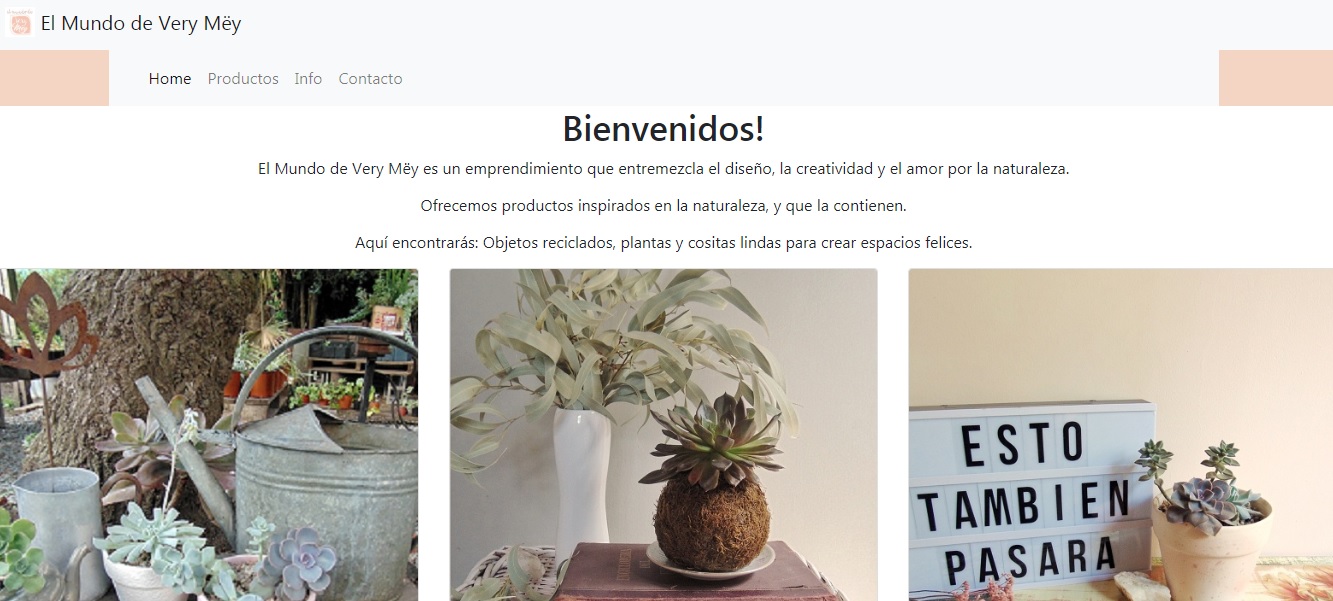 El Mundo de Very Mëy
Home Productos Info Contacto
Bienvenidos!
El Mundo de Very Mëy es un emprendimiento que entremezcla el diseño, la creatividad y el amor por la naturaleza.
Ofrecemos productos inspirados en la naturaleza, y que la contienen.
Aquí encontrarás: Objetos reciclados, plantas y cositas lindas para crear espacios felices.
ESTO
TAMBIEN
PASARA